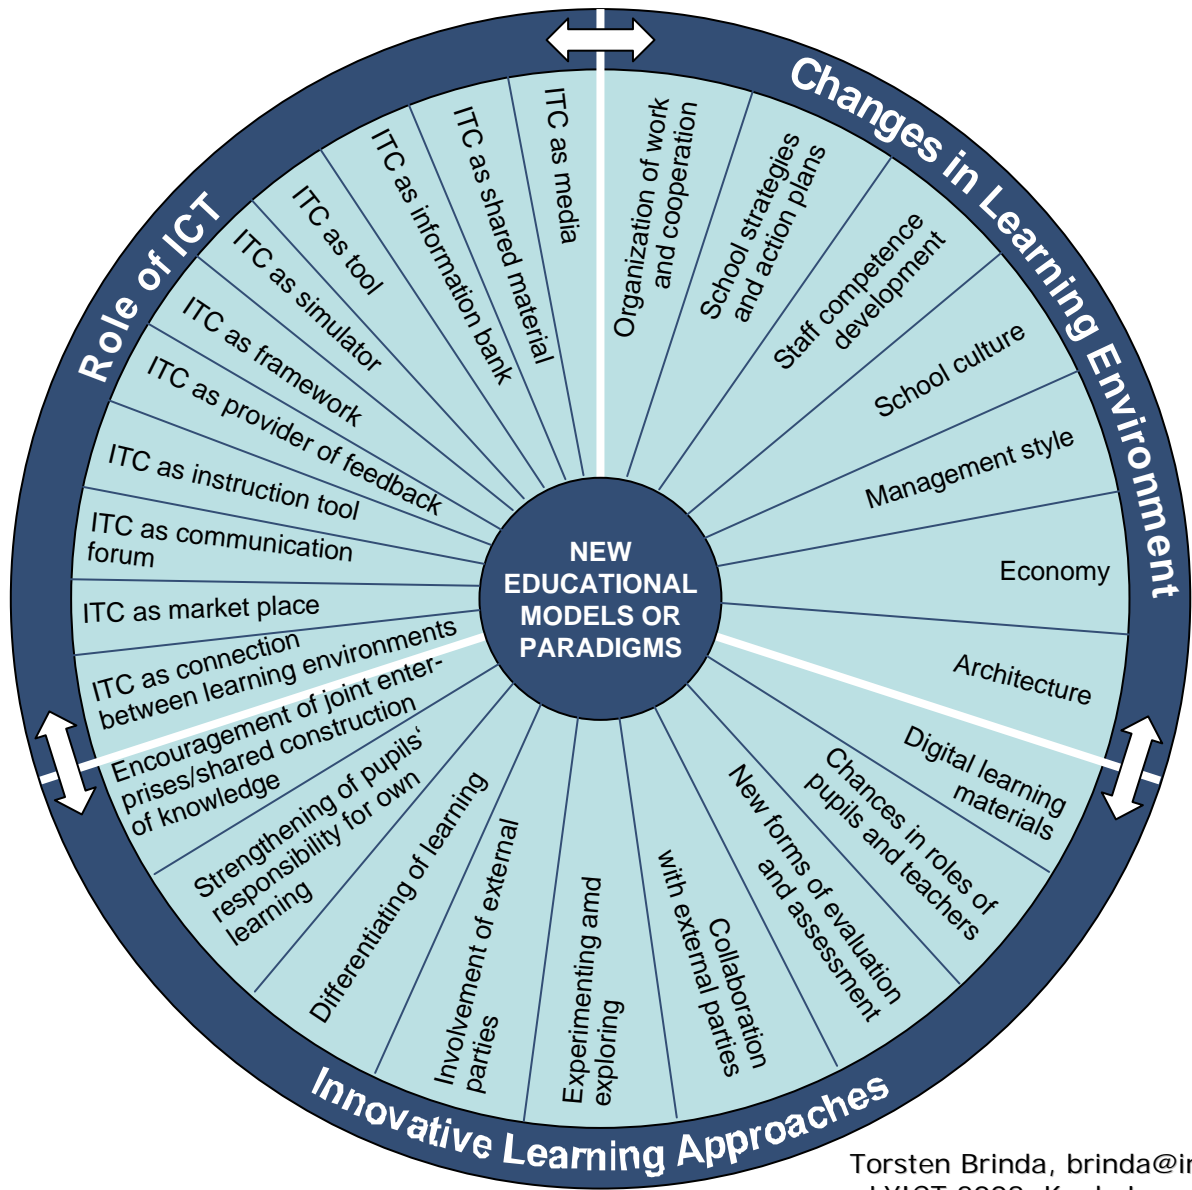 Changes in Learning Environment
Organization of work
and cooperation
School strategies
and action plans
Staff competence
development
School culture
Management style
Economy
Architecture
Innovative Learning Approaches
Digital learning
materials
Chances in roles of
pupils and teachers
New forms of evaluation
and assessment
Collaboration
with external parties
Experimenting amd
exploring
Involvement of external
parties
Differentiating of learning
Strengthening of pupils‘
responsibility for own
learning
Encouragement of joint enter-
prises/shared construction
of knowledge
Role of ICT
ITC as connection
between learning environments
ITC as market place
ITC as communication
forum
ITC as instruction tool
ITC as provider of feedback
ITC as framework
ITC as simulator
ITC as tool
ITC as information bank
ITC as shared material
ITC as media
NEW
EDUCATIONAL
MODELS OR
PARADIGMS
Torsten Brinda, brinda@in